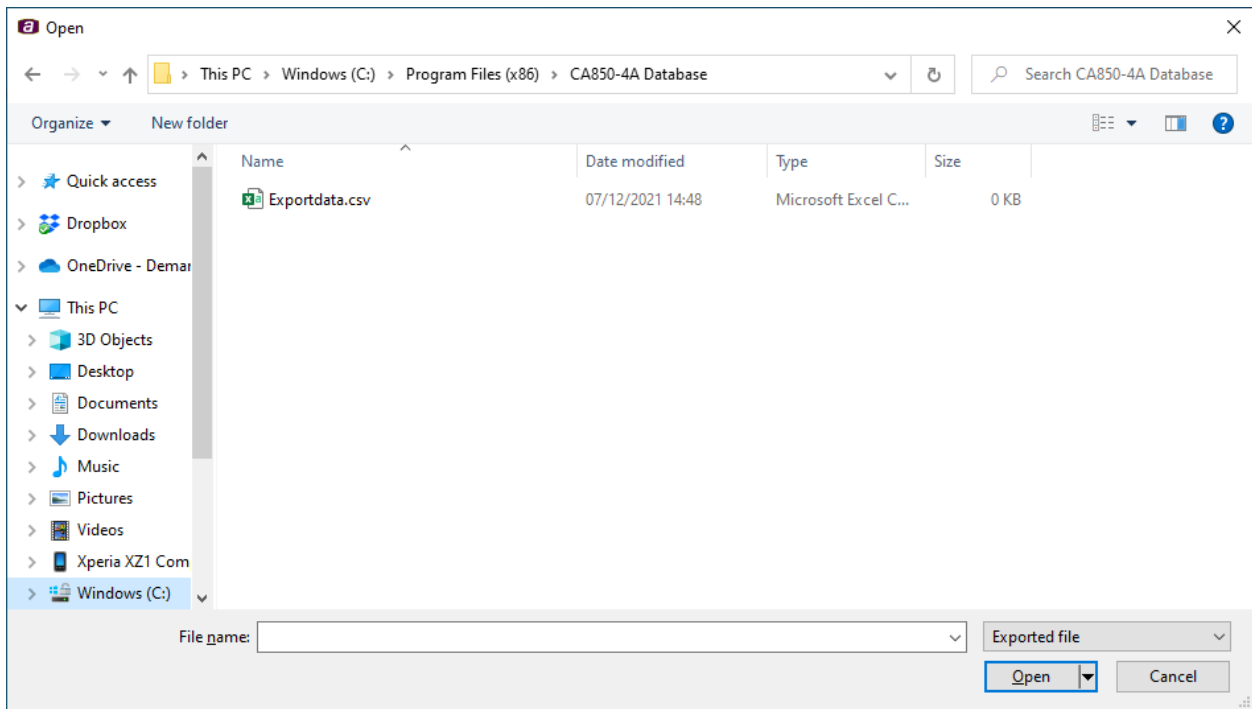 Open
This PC > Windows (C:) > Program Files (x86) > CA850-4A Database
Search CA850-4A Database
Organize
New folder
Name Date modified Type Size
Quick access
Dropbox
OneDrive - Demar
This PC
3D Objects
Desktop
Documents
Downloads
Music
Pictures
Videos
Xperia XZ1 Com
Windows (C:)
Exportdata.csv 07/12/2021 14:48 Microsoft Excel C... 0 KB
File name:
Exported file
Open
Cancel